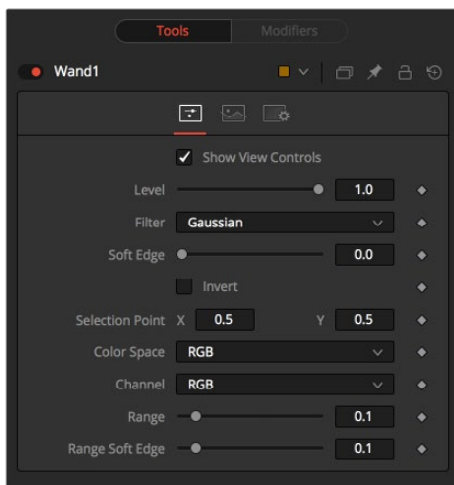 Tools Modifiers
Wand1
Show View Controls
Level 1.0
Filter Gaussian
Soft Edge 0.0
Invert
Selection Point X 0.5 Y 0.5
Color Space RGB
Channel RGB
Range 0.1
Range Soft Edge 0.1